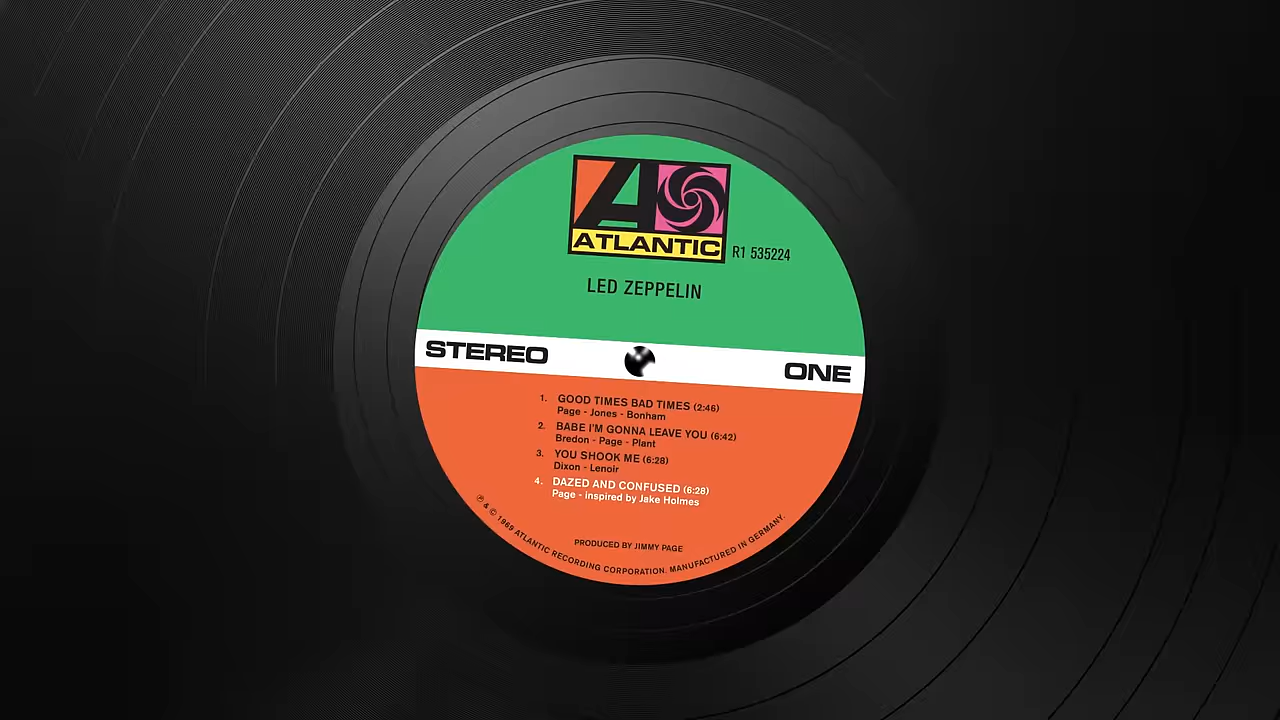 ATLANTIC
R1 535224
LED ZEPPELIN
STEREO
ONE
1. GOOD TIMES BAD TIMES (2:46)
Page - Jones - Bonham
2. BABE I'M GONNA LEAVE YOU (6:42)
Bredon - Page - Plant
3. YOU SHOOK ME (6:28)
Dixon - Lenoir
4. DAZED AND CONFUSED (6:28)
Page - Inspired by Jake Holmes
PRODUCED BY JIMMY PAGE
℗ & © 1969 ATLANTIC RECORDING CORPORATION. MANUFACTURED IN GERMANY.